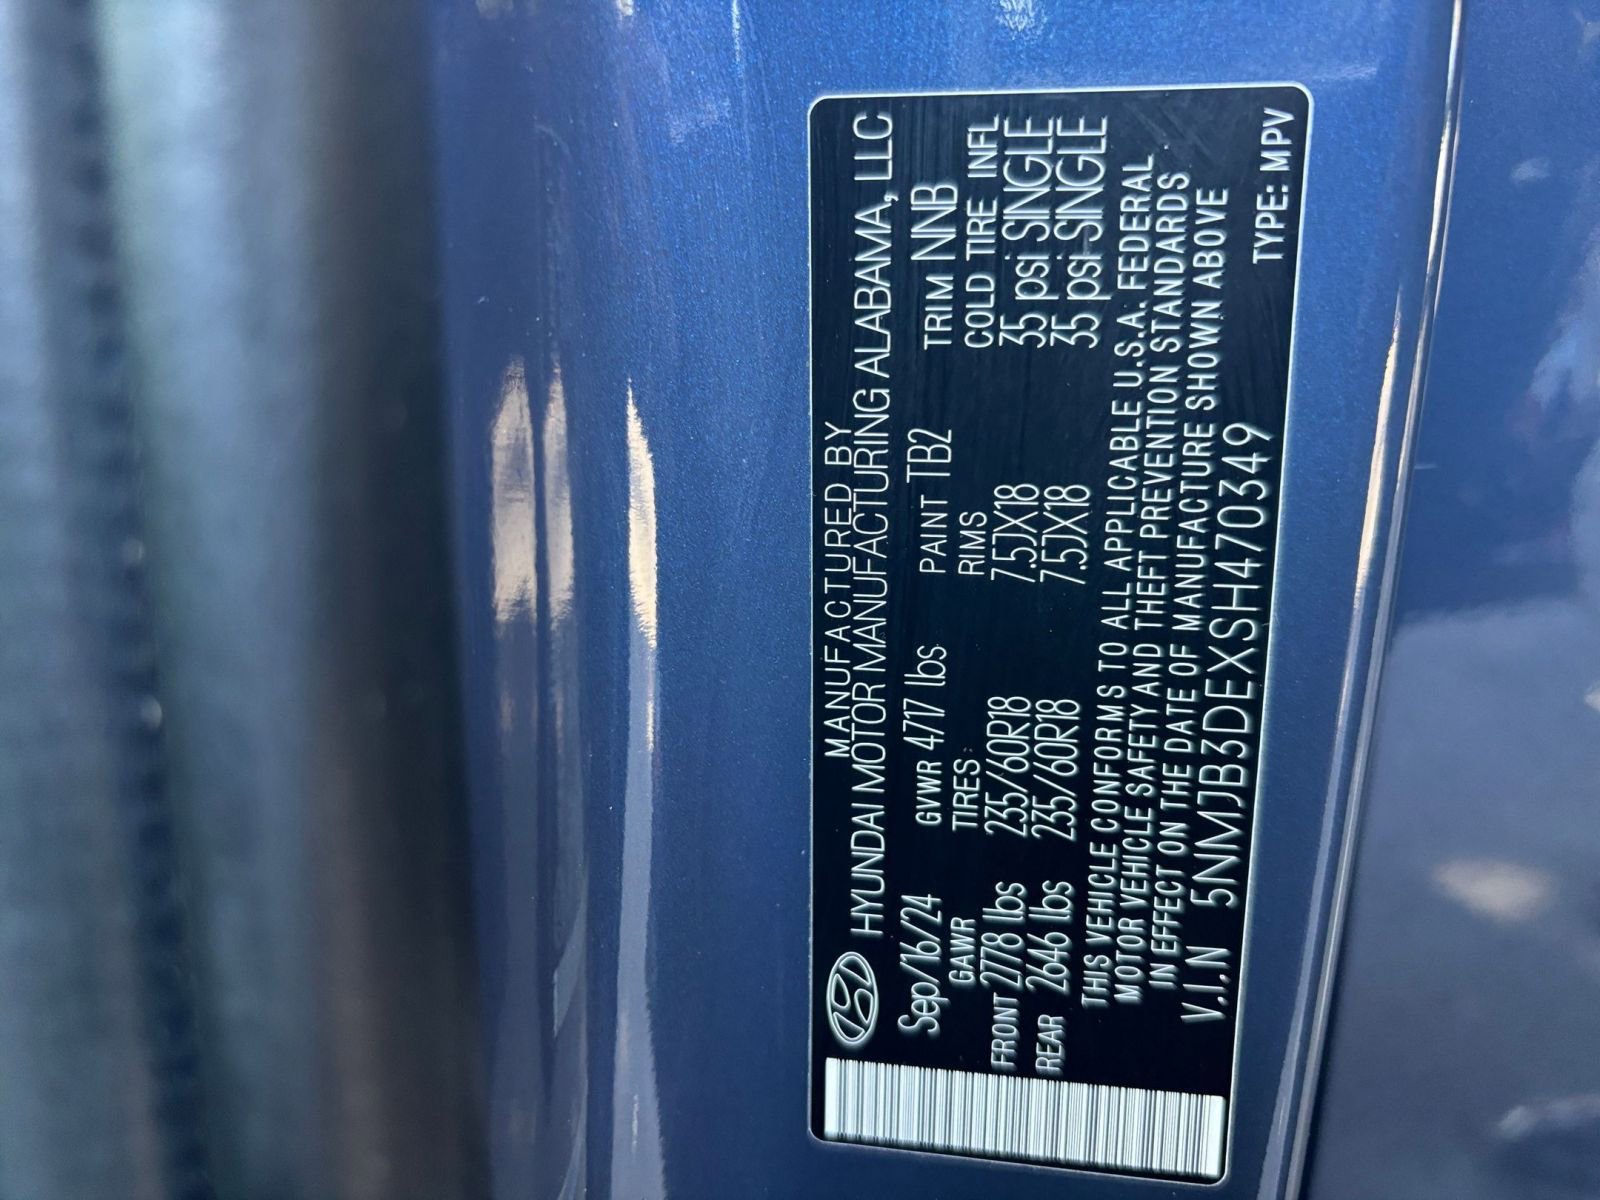 MANUFACTURED BY
HYUNDAI MOTOR MANUFACTURING ALABAMA, LLC
Sep/16/24 GVWR 4717 lbs PAINT TB2 TRIM NNB
GAWR TIRES RIMS COLD TIRE INFL
FRONT 2778 lbs 235/60R18 7.5JX18 35 psi SINGLE
REAR 2646 lbs 235/60R18 7.5JX18 35 psi SINGLE
THIS VEHICLE CONFORMS TO ALL APPLICABLE U.S.A. FEDERAL
MOTOR VEHICLE SAFETY AND THEFT PREVENTION STANDARDS
IN EFFECT ON THE DATE OF MANUFACTURE SHOWN ABOVE
V.I.N 5NMJB3DEXSH470349
TYPE: MPV